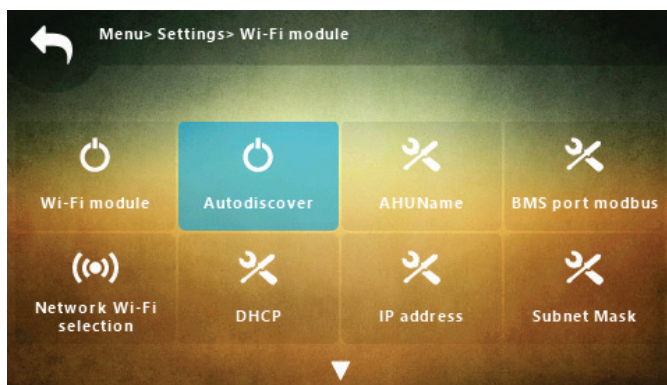 Menu> Settings> Wi-Fi module
Wi-Fi module
Autodiscover
AHUName
BMS port modbus
Network Wi-Fi
selection
DHCP
IP address
Subnet Mask